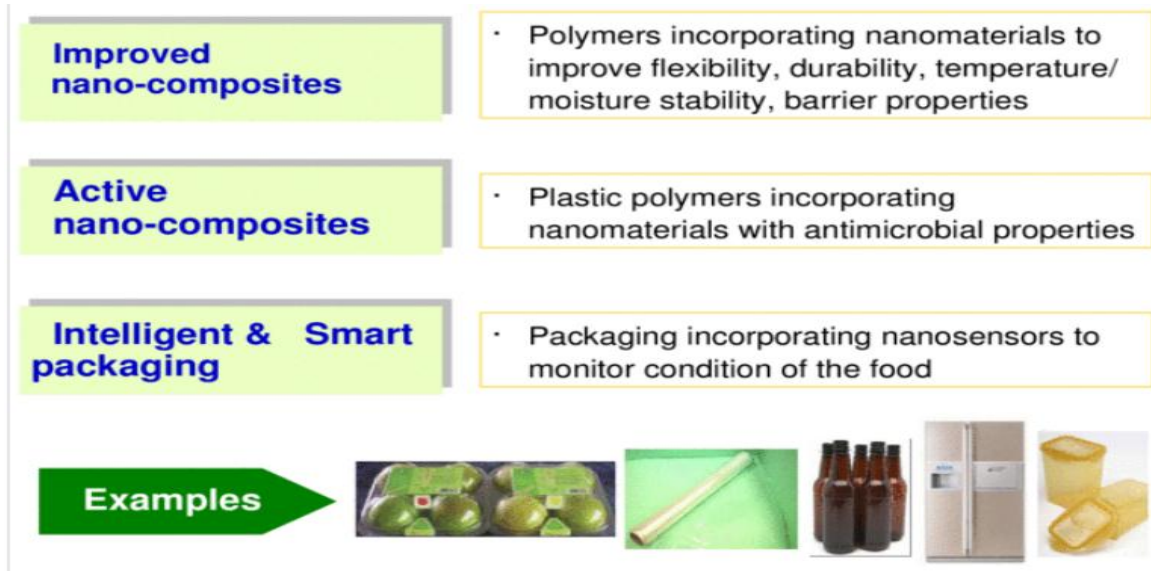 Improved
nano-composites
· Polymers incorporating nanomaterials to
improve flexibility, durability, temperature/
moisture stability, barrier properties
Active
nano-composites
· Plastic polymers incorporating
nanomaterials with antimicrobial properties
Intelligent & Smart
packaging
· Packaging incorporating nanosensors to
monitor condition of the food
Examples